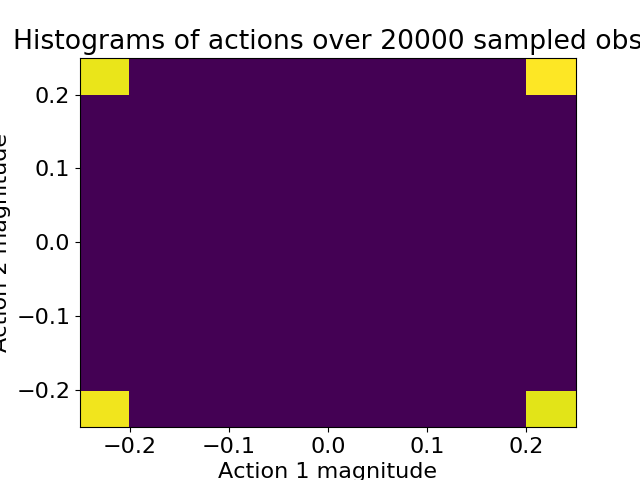 Histograms of actions over 20000 sampled obs
0.2
0.1
0.0
−0.1
−0.2
Action 2 magnitude
−0.2 −0.1 0.0 0.1 0.2
Action 1 magnitude